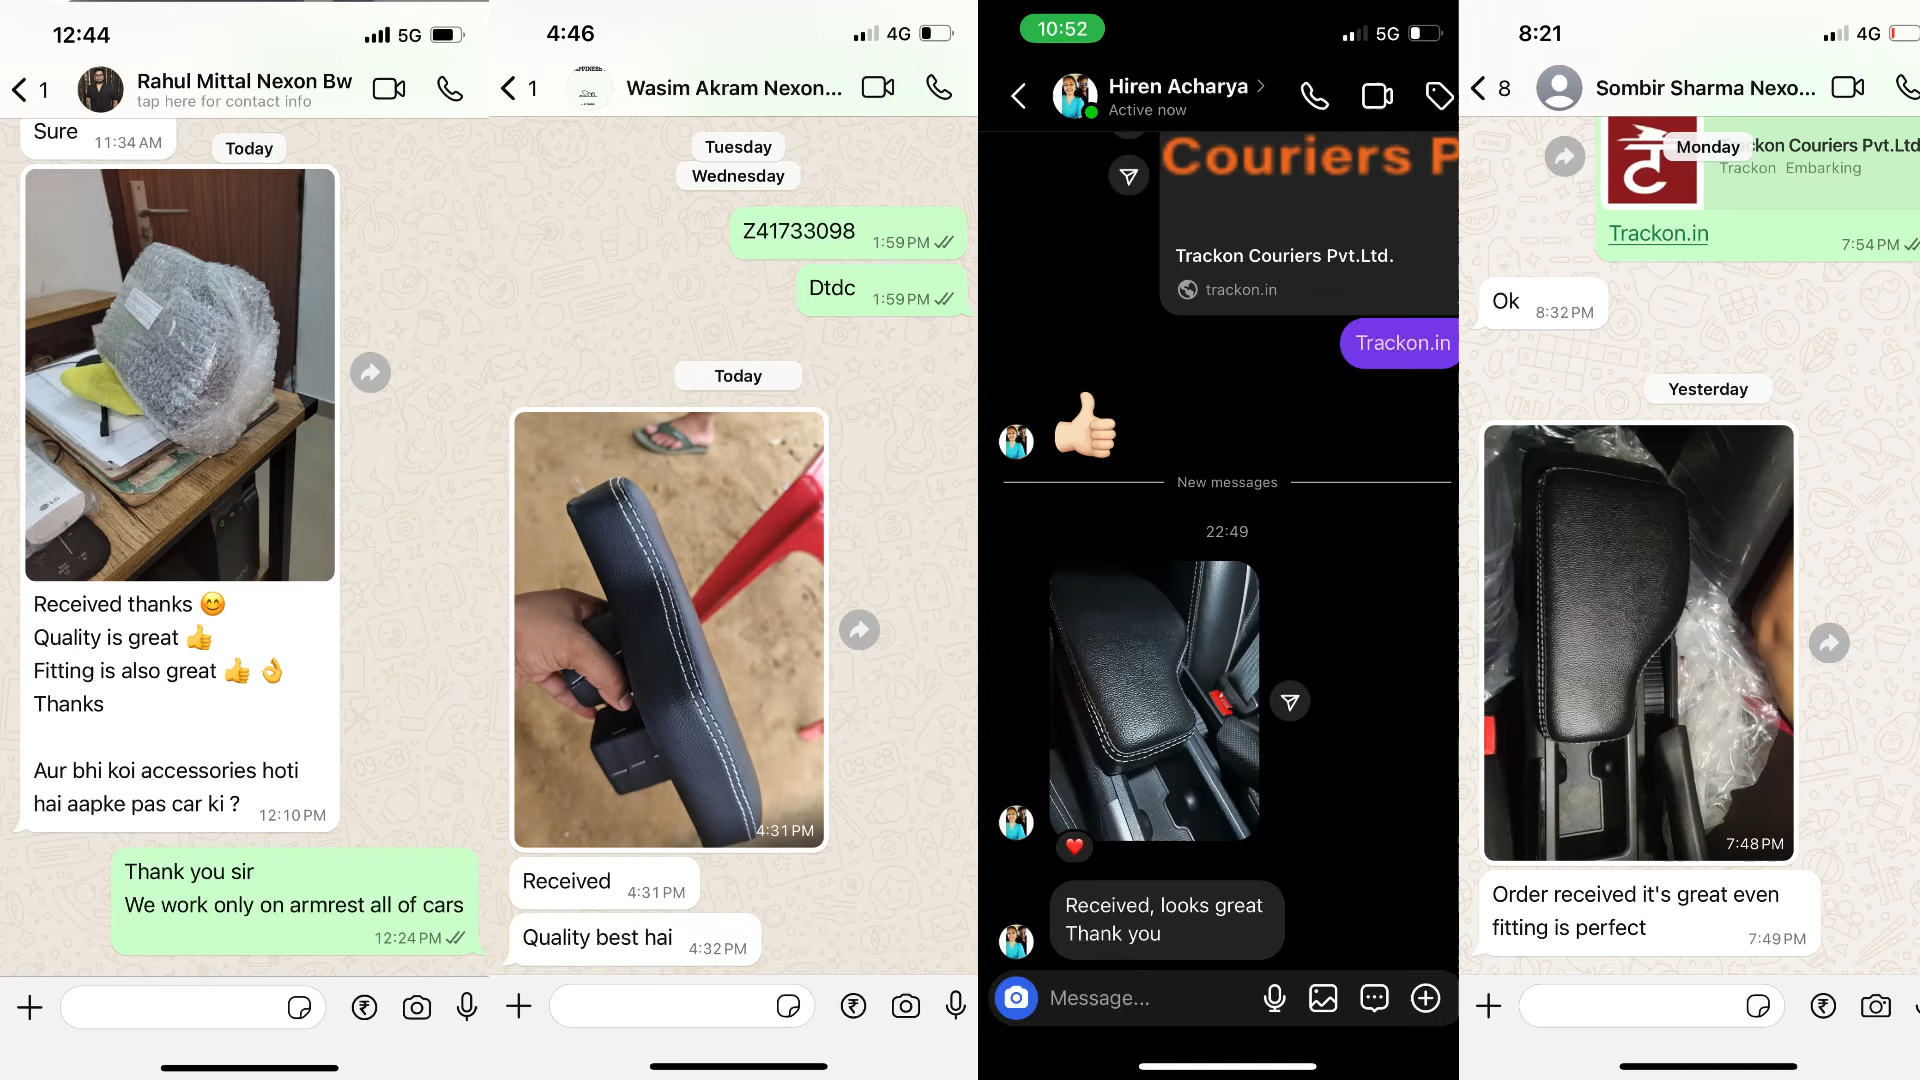 12:44
5G
1
Rahul Mittal Nexon Bw
tap here for contact info
Sure
11:34 AM
Today
LG
Received thanks 😊
Quality is great 👍
Fitting is also great 👍 👌
Thanks
Aur bhi koi accessories hoti
hai aapke pas car ki ?
12:10 PM
Thank you sir
We work only on armrest all of cars
12:24 PM
4:46
4G
1
Wasim Akram Nexon...
Tuesday
Wednesday
Z41733098
1:59 PM
Dtdc
1:59 PM
Today
4:31 PM
Received
4:31 PM
Quality best hai
4:32 PM
10:52
5G
Hiren Acharya
Active now
Couriers P
Trackon Couriers Pvt.Ltd.
trackon.in
Trackon.in
New messages
22:49
Received, looks great
Thank you
Message...
8:21
4G
8
Sombir Sharma Nexo...
Monday
ckon Couriers Pvt.Ltd
Trackon Embarking
Trackon.in
7:54 PM
Ok
8:32 PM
Yesterday
7:48 PM
Order received it's great even
fitting is perfect
7:49 PM